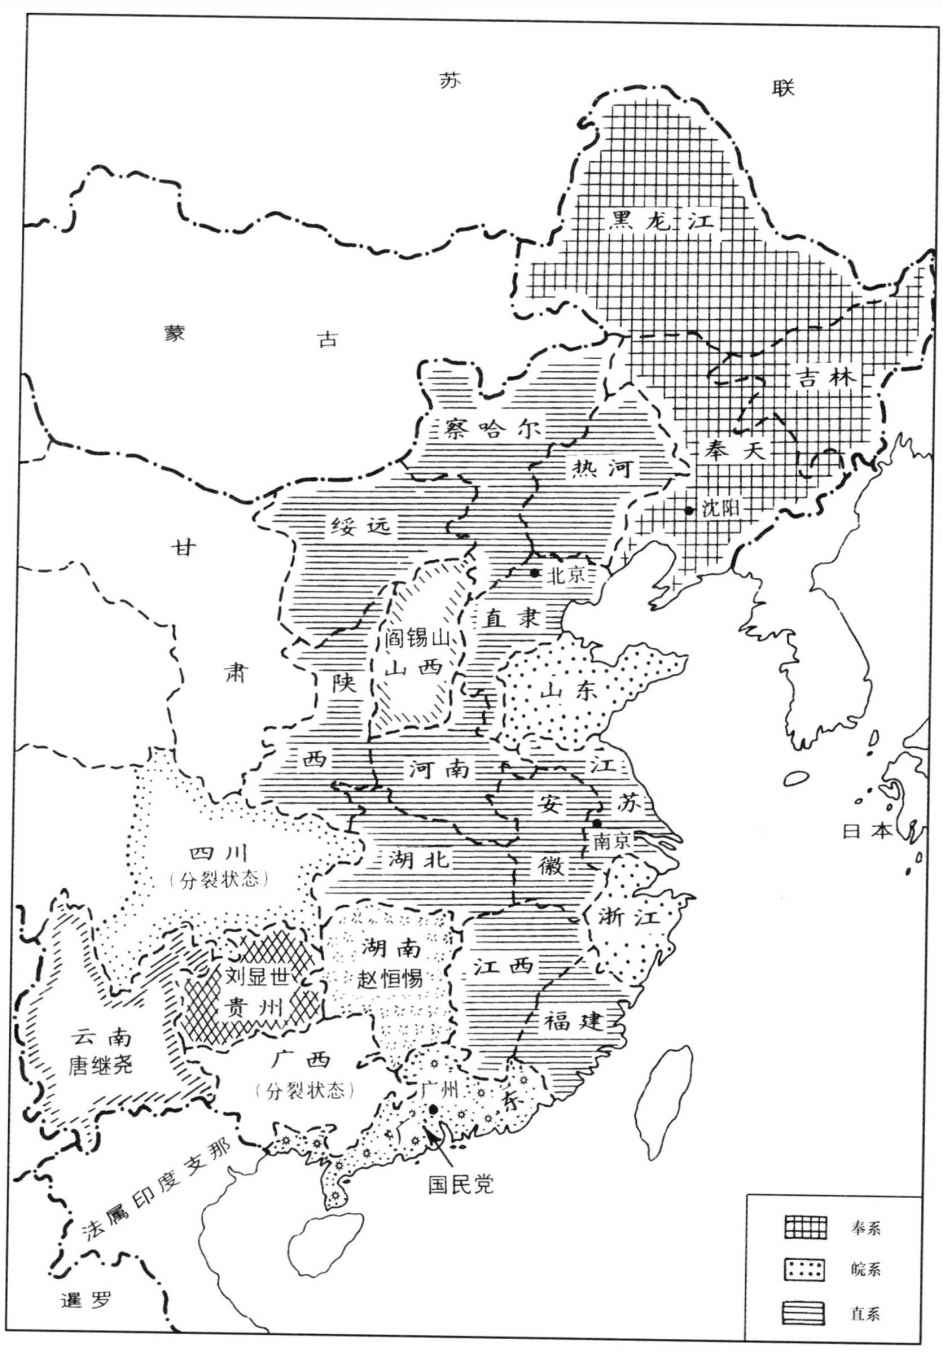 苏联
黑龙江
蒙古
吉林
察哈尔
奉天
热河
沈阳
绥远
甘肃
北京
直隶
阎锡山
山西
陕西
山东
河南
江苏
安徽
南京
日本
四川
(分裂状态)
湖北
浙江
湖南
赵恒惕
江西
刘显世
贵州
福建
云南
唐继尧
广西
(分裂状态)
广州
广东
国民党
法属印度支那
暹罗
奉系
皖系
直系